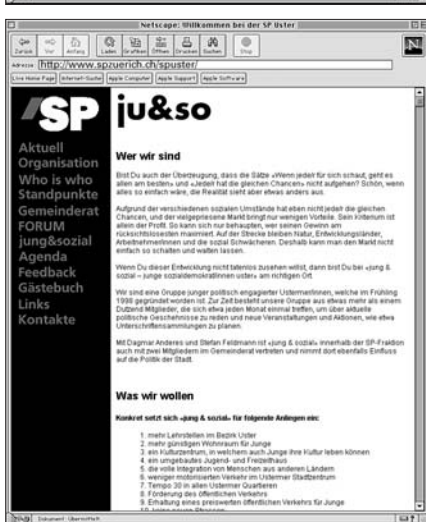 Netscape: Willkommen bei der SP Uster
Zurück Vor Anfang Laden Grafiken Öffnen Drucken Suchen Stop
Adresse: http://www.spzuerich.ch/spuster/
Live Home Page Internet-Suche Apple Computer Apple Support Apple Software
SP
ju&so
Aktuell
Organisation
Who is who
Standpunkte
Gemeinderat
FORUM
jung&sozial
Agenda
Feedback
Gästebuch
Links
Kontakte
Wer wir sind
Bist Du auch der Überzeugung, dass die Sätze «Wenn jedeR für sich schaut, geht es
allen am besten» und «JedeR hat die gleichen Chancen» nicht aufgehen? Schön, wenn
alles so einfach wäre, die Realität sieht aber etwas anders aus.
Aufgrund der verschiedenen sozialen Umstände hat eben nicht jedeR die gleichen
Chancen, und der vielgepriesene Markt bringt nur wenigen Vorteile. Sein Kriterium ist
allein der Profit. So kann sich nur behaupten, wer seinen Gewinn am
rücksichtslosesten maximiert. Auf der Strecke bleiben Natur, Entwicklungsländer,
ArbeitnehmerInnen und die sozial Schwächeren. Deshalb kann man den Markt nicht
einfach so schalten und walten lassen.
Wenn Du dieser Entwicklung nicht tatenlos zusehen willst, dann bist Du bei «jung &
sozial – junge sozialdemokratInnen uster» am richtigen Ort.
Wir sind eine Gruppe junger politisch engagierter UstermerInnen, welche im Frühling
1998 gegründet worden ist. Zur Zeit besteht unsere Gruppe aus etwas mehr als einem
Dutzend Mitglieder, die sich etwa jeden Monat einmal treffen, um über aktuelle
politische Geschehnisse zu reden und neue Veranstaltungen und Aktionen, wie etwa
Unterschriftensammlungen zu planen.
Mit Dagmar Anderes und Stefan Feldmann ist «jung & sozial» innerhalb der SP-Fraktion
auch mit zwei Mitgliedern im Gemeinderat vertreten und nimmt dort ebenfalls Einfluss
auf die Politik der Stadt.
Was wir wollen
Konkret setzt sich «jung & sozial» für folgende Anliegen ein:
1. mehr Lehrstellen im Bezirk Uster
2. mehr günstigen Wohnraum für Junge
3. ein Kulturzentrum, in welchem auch Junge ihre Kultur leben können
4. ein umgebautes Jugend- und Freizeithaus
5. die volle Integration von Menschen aus anderen Ländern
6. weniger motorisierten Verkehr im Ustermer Stadtzentrum
7. Tempo 30 in allen Ustermer Quartieren
8. Förderung des öffentlichen Verkehrs
9. Erhaltung eines preiswerten öffentlichen Verkehrs für Junge
10. keine neuen Strassen
Dokument: Übermittelt